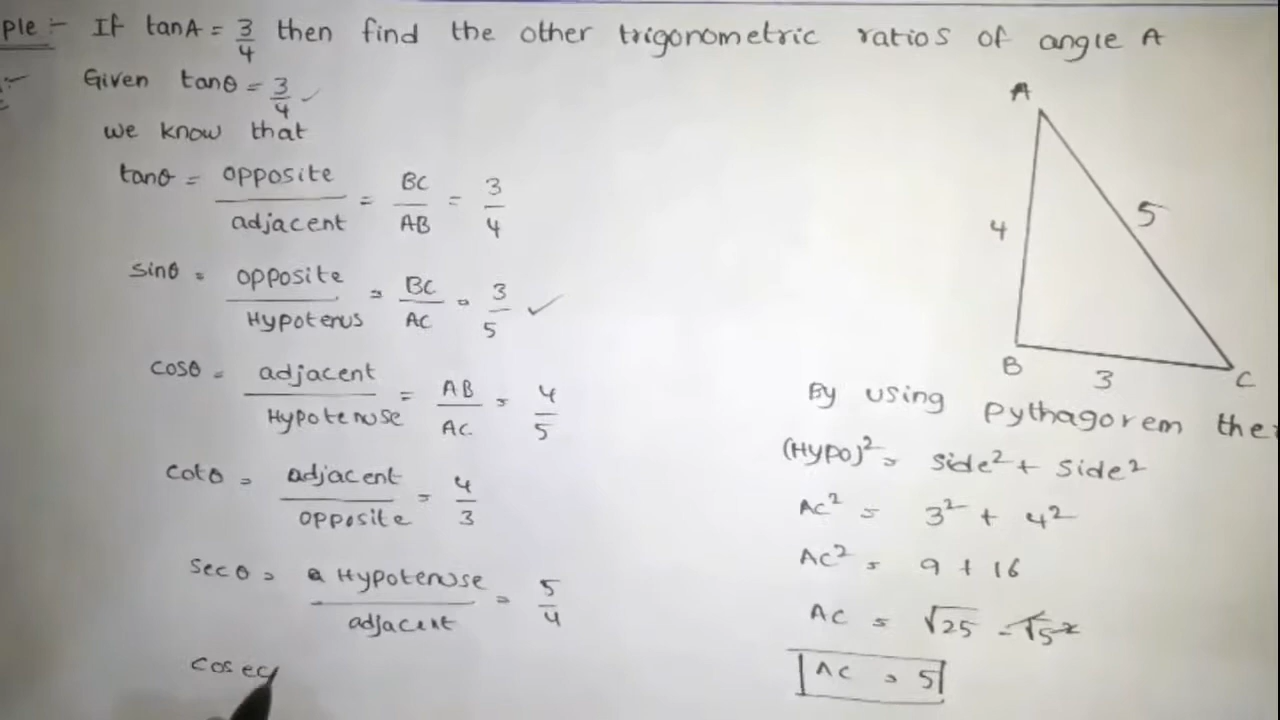 ple :- If tanA = 3/4 then find the other trigonometric ratios of angle A
Given tanθ = 3/4 ✓
we know that
tanθ = opposite/adjacent = BC/AB = 3/4
sinθ = opposite/Hypotenus = BC/AC = 3/5 ✓
cosθ = adjacent/Hypotenuse = AB/AC = 4/5
cotθ = adjacent/opposite = 4/3
secθ = Hypotenuse/adjacent = 5/4
cosec
A
4
5
B
3
C
By using pythagorem the
(Hypo)² = side² + side²
AC² = 3² + 4²
AC² = 9 + 16
AC = √25 = √5²
AC = 5